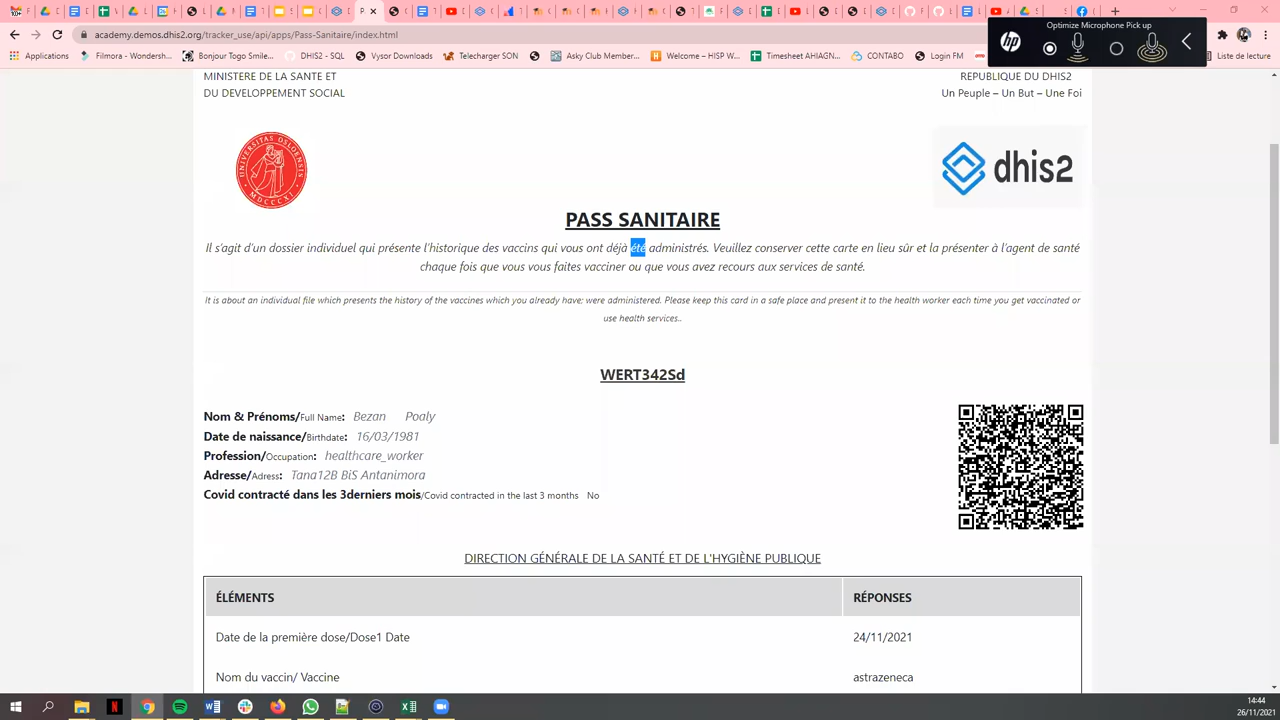 10+
P
academy.demos.dhis2.org/tracker_use/api/apps/Pass-Sanitaire/index.html
Optimize Microphone Pick up
hp
Applications
Filmora - Wondersh...
Bonjour Togo Smile...
DHIS2 - SQL
Vysor Downloads
Telecharger SON
Asky Club Member...
Welcome – HISP W...
Timesheet AHIAGN...
CONTABO
Login FM
Liste de lecture
MINISTERE DE LA SANTE ET
DU DEVELOPPEMENT SOCIAL
REPUBLIQUE DU DHIS2
Un Peuple – Un But – Une Foi
UNIVERSITAS OSLOENSIS
MDCCCXI
dhis2
PASS SANITAIRE
Il s'agit d'un dossier individuel qui présente l'historique des vaccins qui vous ont déjà été administrés. Veuillez conserver cette carte en lieu sûr et la présenter à l'agent de santé
chaque fois que vous vous faites vacciner ou que vous avez recours aux services de santé.
It is about an individual file which presents the history of the vaccines which you already have; were administered. Please keep this card in a safe place and present it to the health worker each time you get vaccinated or
use health services..
WERT342Sd
Nom & Prénoms/Full Name: Bezan Poaly
Date de naissance/Birthdate: 16/03/1981
Profession/Occupation: healthcare_worker
Adresse/Adress: Tana12B BiS Antanimora
Covid contracté dans les 3derniers mois/Covid contracted in the last 3 months No
DIRECTION GÉNÉRALE DE LA SANTÉ ET DE L'HYGIÈNE PUBLIQUE
ÉLÉMENTS RÉPONSES
Date de la première dose/Dose1 Date 24/11/2021
Nom du vaccin/ Vaccine astrazeneca
14:44
26/11/2021